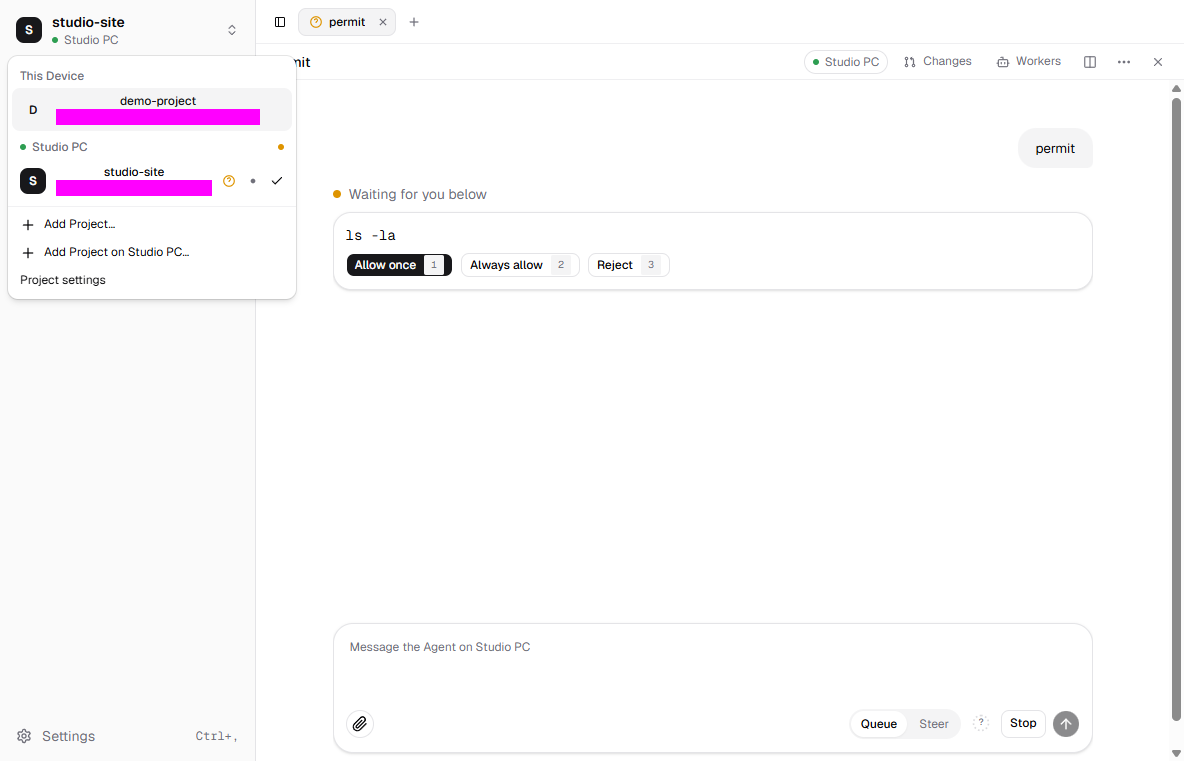 S
studio-site
Studio PC
permit
This Device
D
demo-project
Studio PC
S
studio-site
Add Project...
Add Project on Studio PC...
Project settings
Settings
Ctrl+,
Studio PC
Changes
Workers
permit
Waiting for you below
ls -la
Allow once 1
Always allow 2
Reject 3
Message the Agent on Studio PC
Queue
Steer
?
Stop